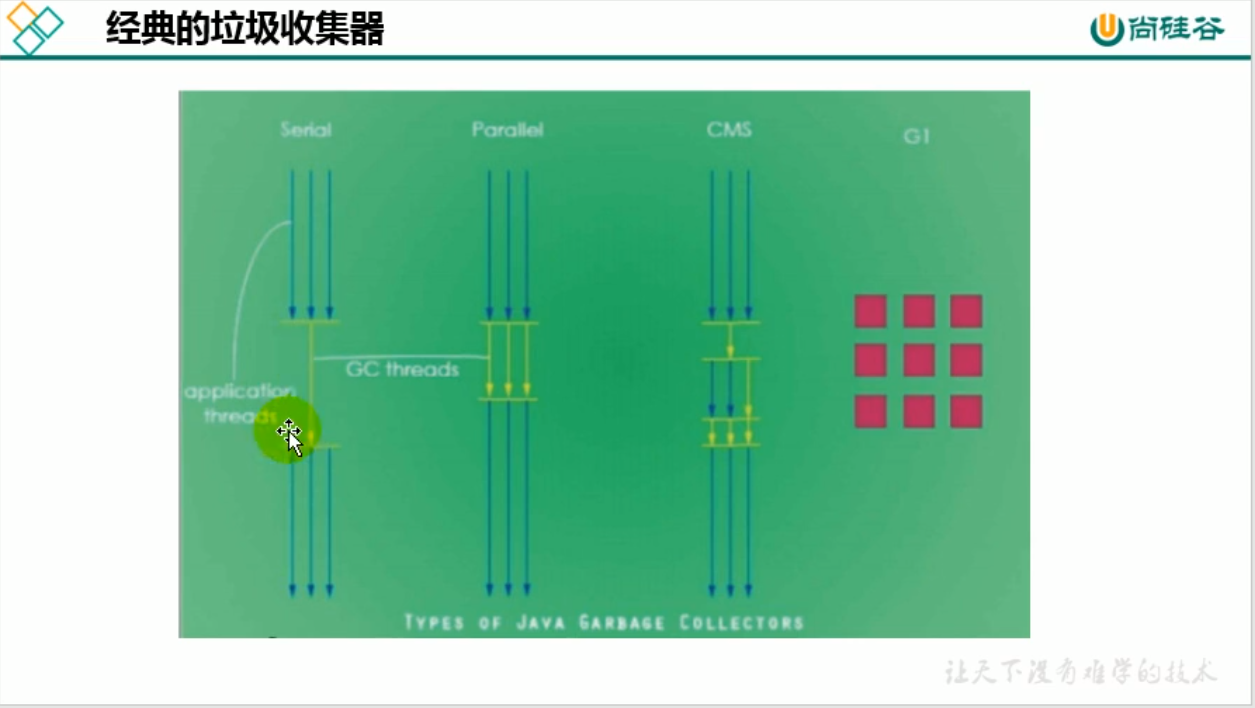 经典的垃圾收集器
尚硅谷
Serial
Parallel
CMS
G1
GC threads
application
threads
TYPES OF JAVA GARBAGE COLLECTORS
让天下没有难学的技术